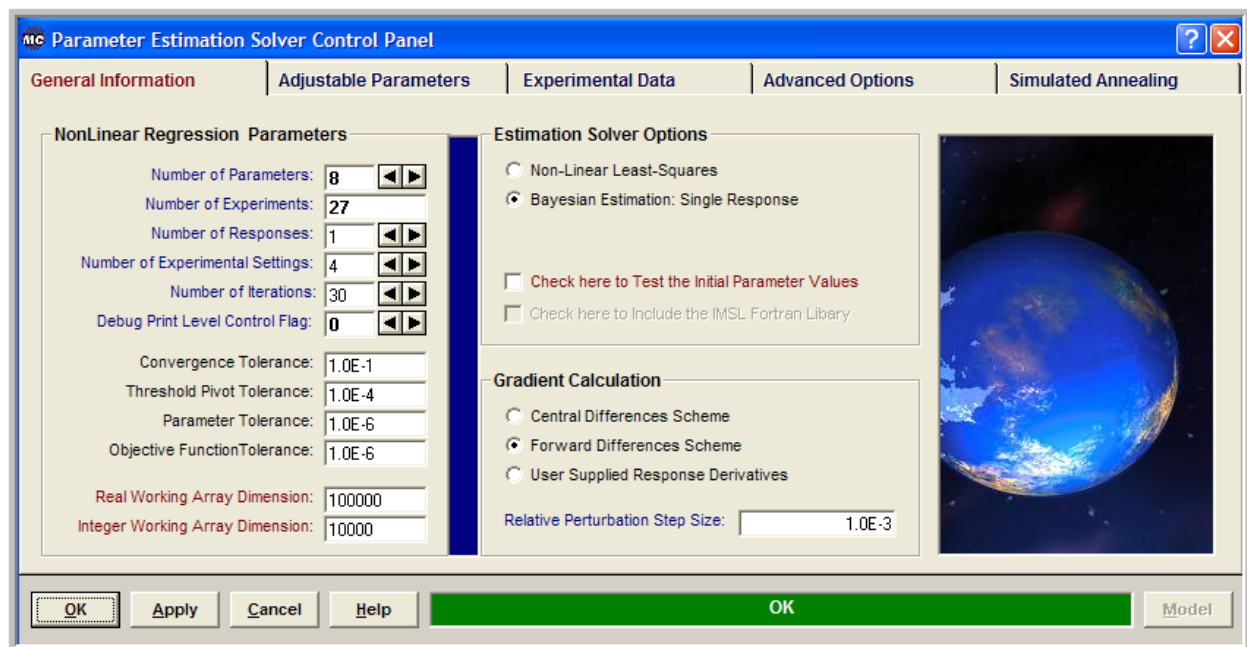 MC Parameter Estimation Solver Control Panel
?
General Information
Adjustable Parameters
Experimental Data
Advanced Options
Simulated Annealing
NonLinear Regression Parameters
Number of Parameters: 8
Number of Experiments: 27
Number of Responses: 1
Number of Experimental Settings: 4
Number of Iterations: 30
Debug Print Level Control Flag: 0
Convergence Tolerance: 1.0E-1
Threshold Pivot Tolerance: 1.0E-4
Parameter Tolerance: 1.0E-6
Objective FunctionTolerance: 1.0E-6
Real Working Array Dimension: 100000
Integer Working Array Dimension: 10000
Estimation Solver Options
Non-Linear Least-Squares
Bayesian Estimation: Single Response
Check here to Test the Initial Parameter Values
Check here to Include the IMSL Fortran Libary
Gradient Calculation
Central Differences Scheme
Forward Differences Scheme
User Supplied Response Derivatives
Relative Perturbation Step Size: 1.0E-3
OK
Apply
Cancel
Help
OK
Model